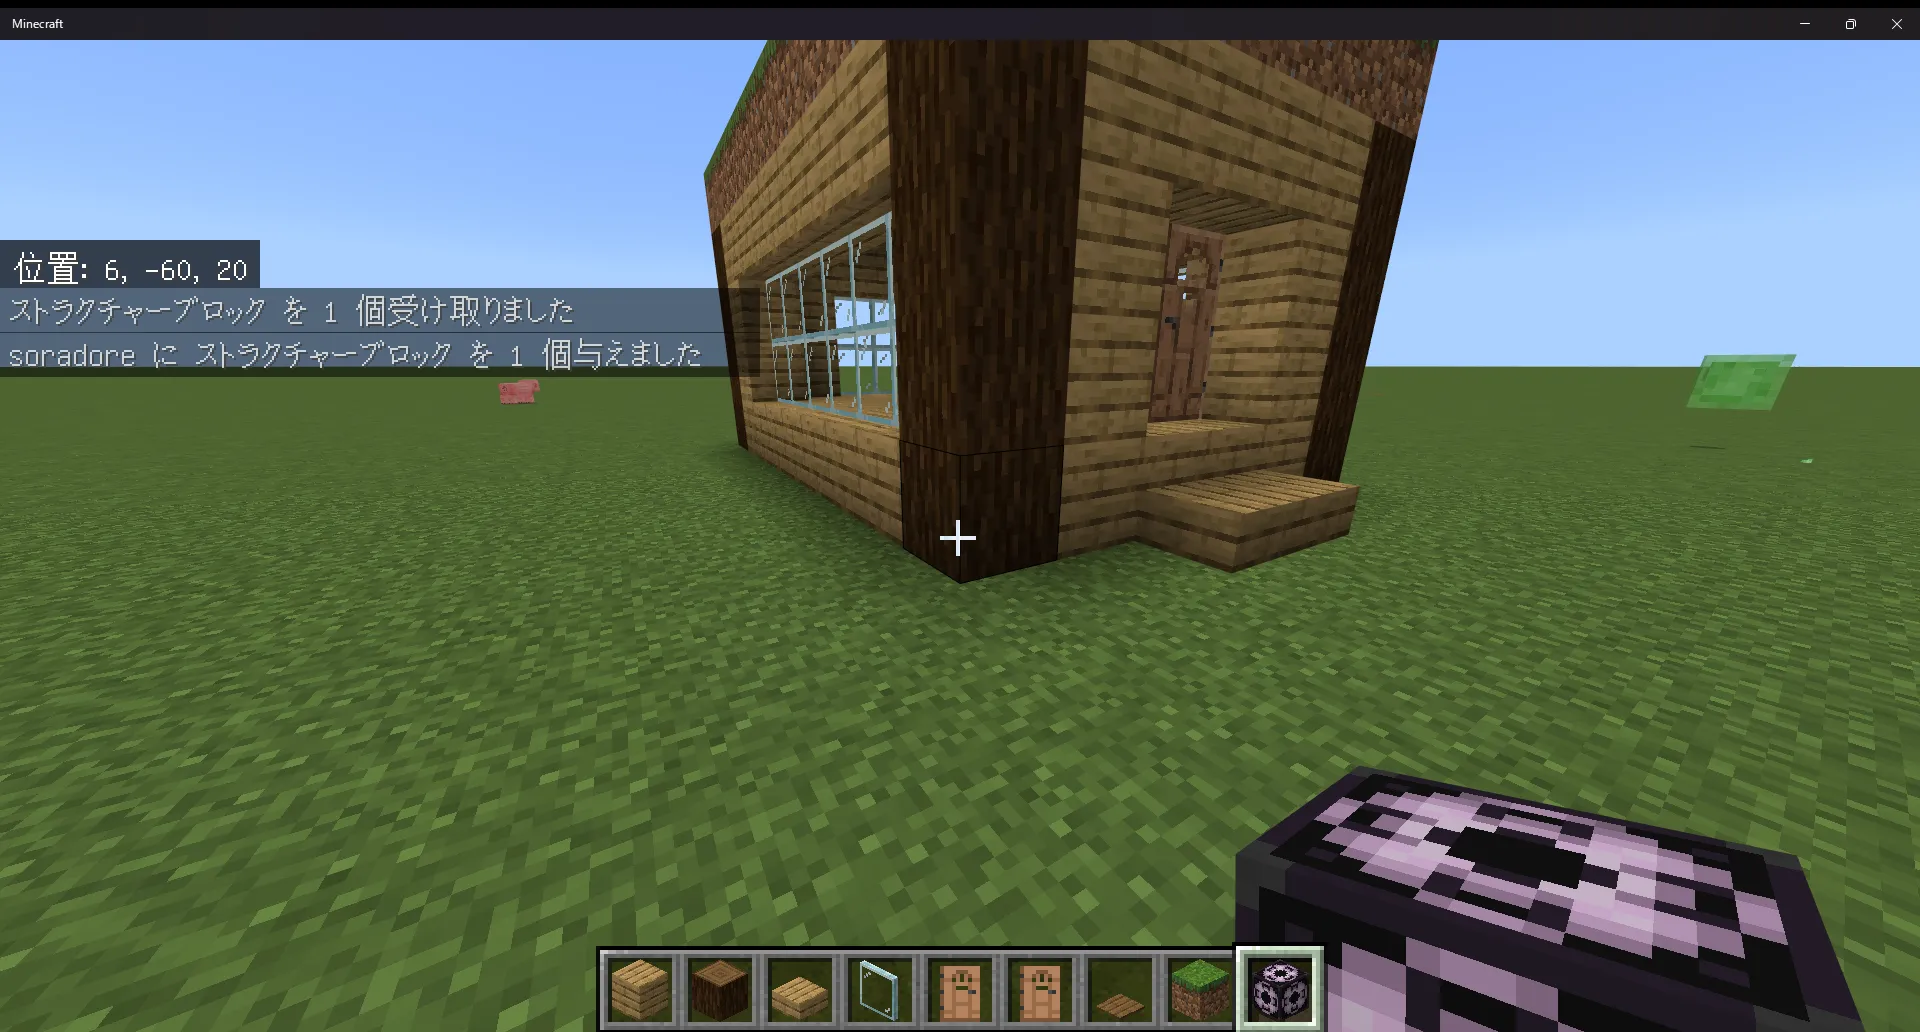 Minecraft
位置: 6, -60, 20
ストラクチャーブロック を 1 個受け取りました
soradore に ストラクチャーブロック を 1 個与えました